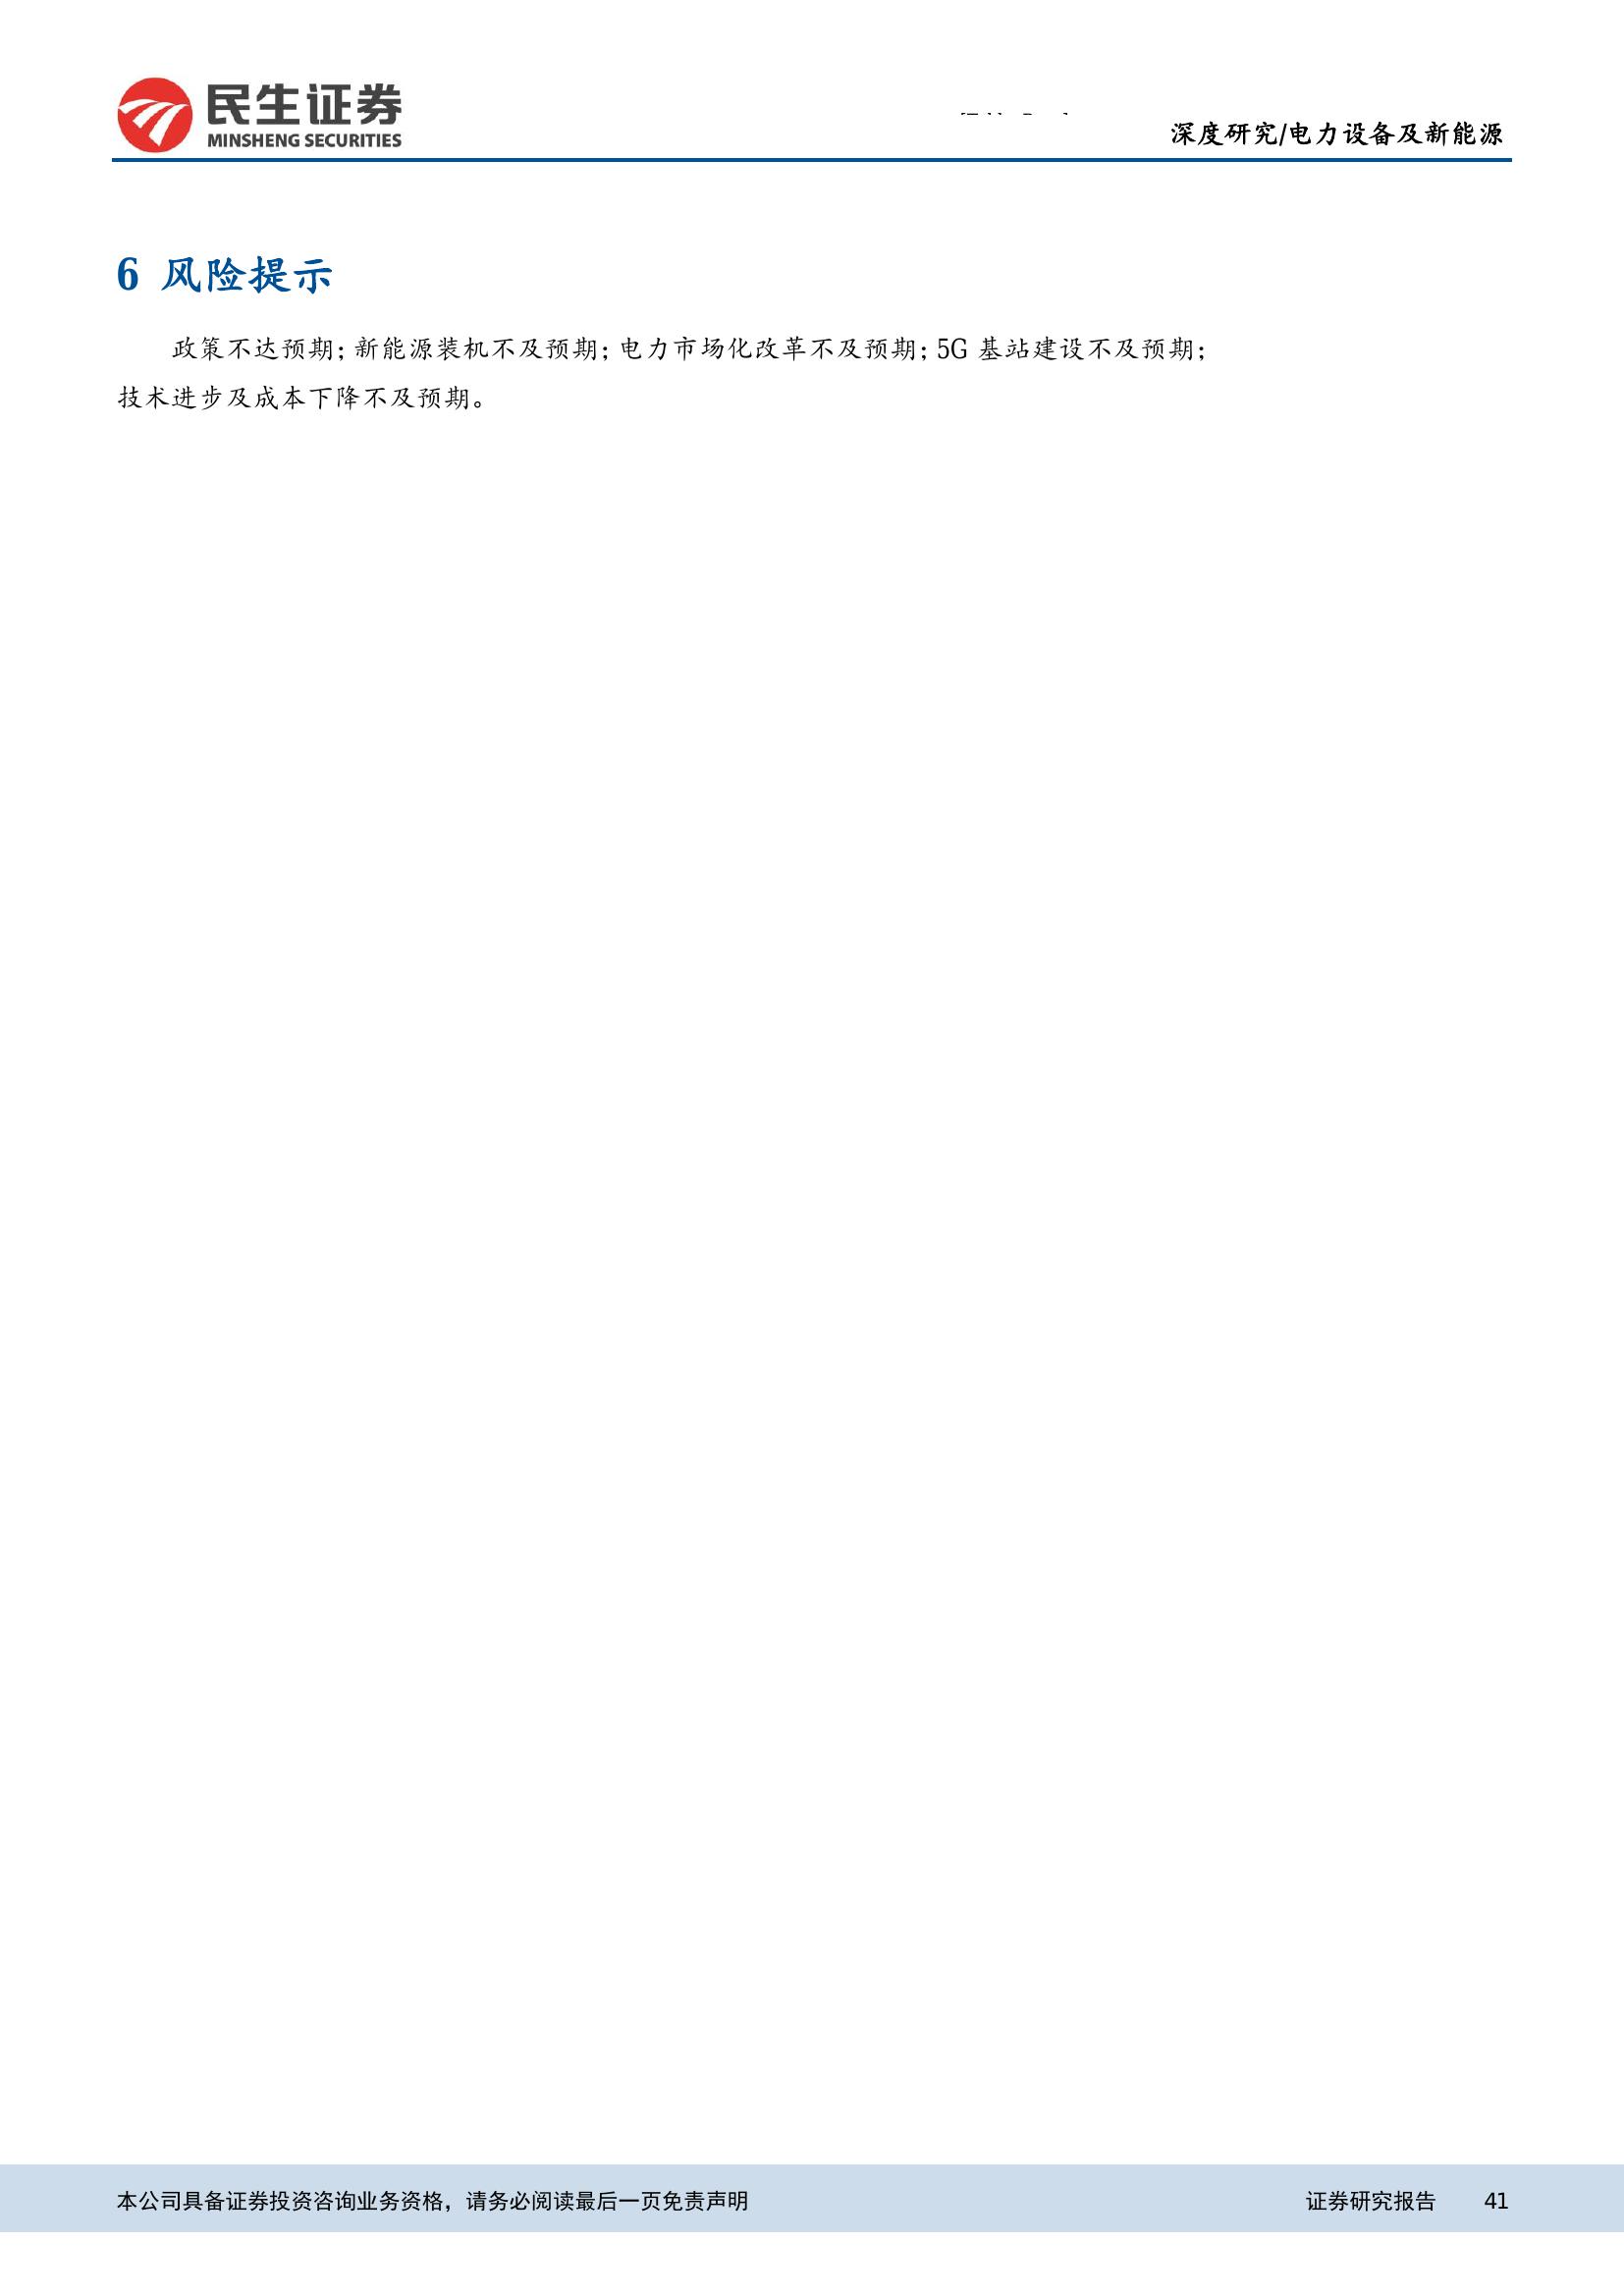 民生证券
MINSHENG SECURITIES
深度研究/电力设备及新能源
6 风险提示
政策不达预期；新能源装机不及预期；电力市场化改革不及预期；5G 基站建设不及预期；
技术进步及成本下降不及预期。
本公司具备证券投资咨询业务资格，请务必阅读最后一页免责声明
证券研究报告 41